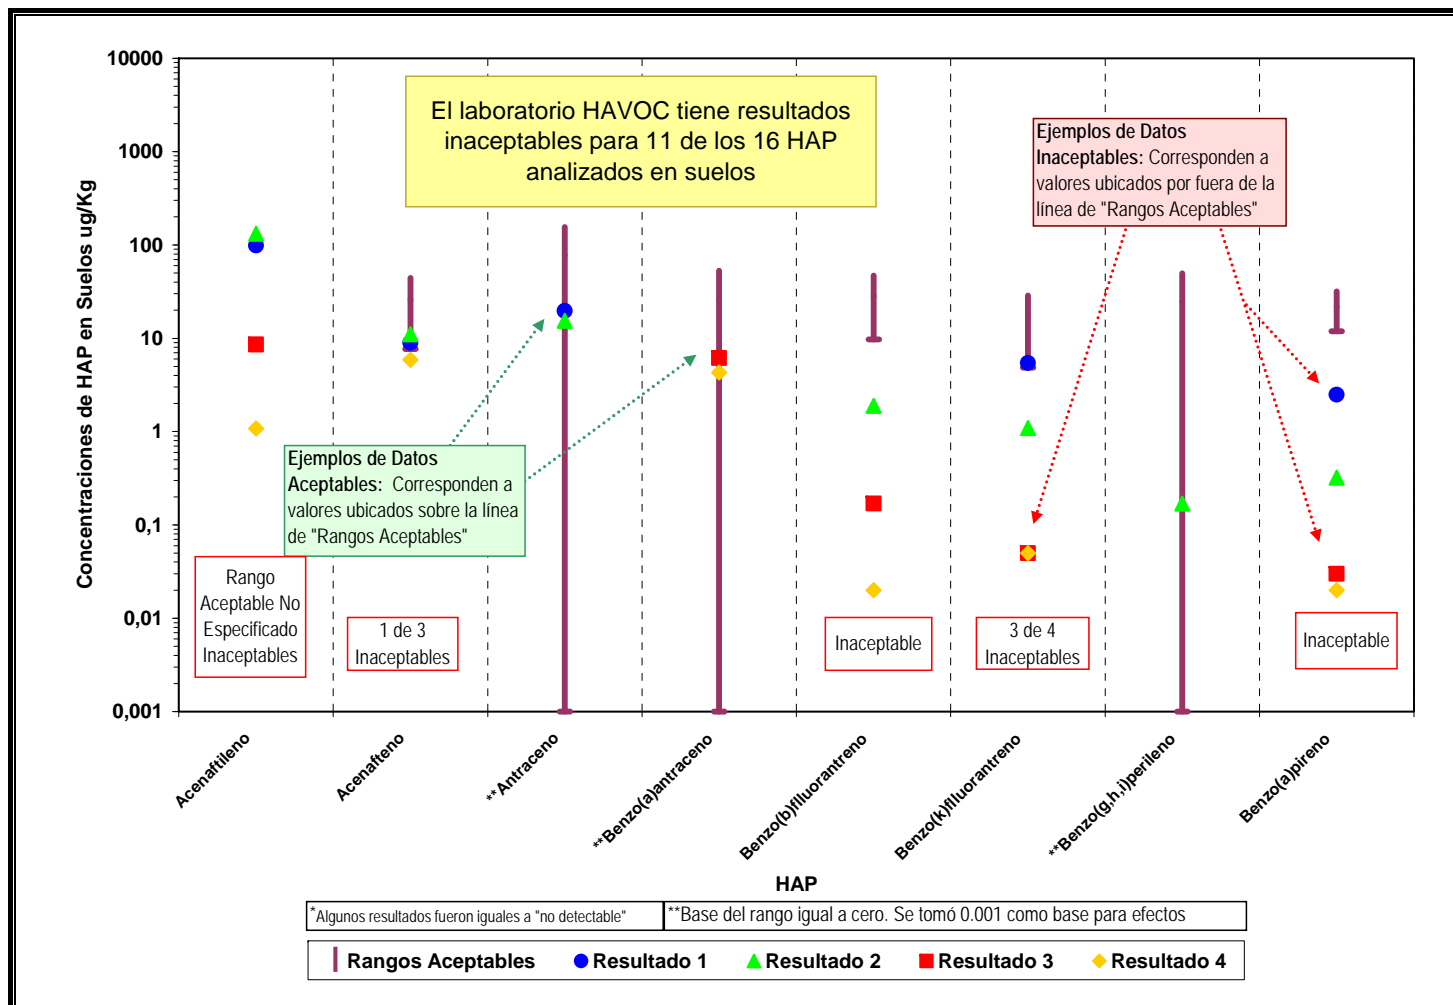 El laboratorio HAVOC tiene resultados
inaceptables para 11 de los 16 HAP
analizados en suelos
Ejemplos de Datos
Inaceptables: Corresponden a
valores ubicados por fuera de la
línea de "Rangos Aceptables"
Concentraciones de HAP en Suelos ug/Kg
10000
1000
100
10
1
0,1
0,01
0,001
Ejemplos de Datos
Aceptables: Corresponden a
valores ubicados sobre la línea
de "Rangos Aceptables"
Rango
Aceptable No
Especificado
Inaceptables
1 de 3
Inaceptables
Inaceptable
3 de 4
Inaceptables
Inaceptable
Acenaftileno
Acenafteno
**Antraceno
**Benzo(a)antraceno
Benzo(b)flluorantreno
Benzo(k)flluorantreno
**Benzo(g,h,i)perileno
Benzo(a)pireno
HAP
*Algunos resultados fueron iguales a "no detectable"
**Base del rango igual a cero. Se tomó 0.001 como base para efectos
Rangos Aceptables
Resultado 1
Resultado 2
Resultado 3
Resultado 4